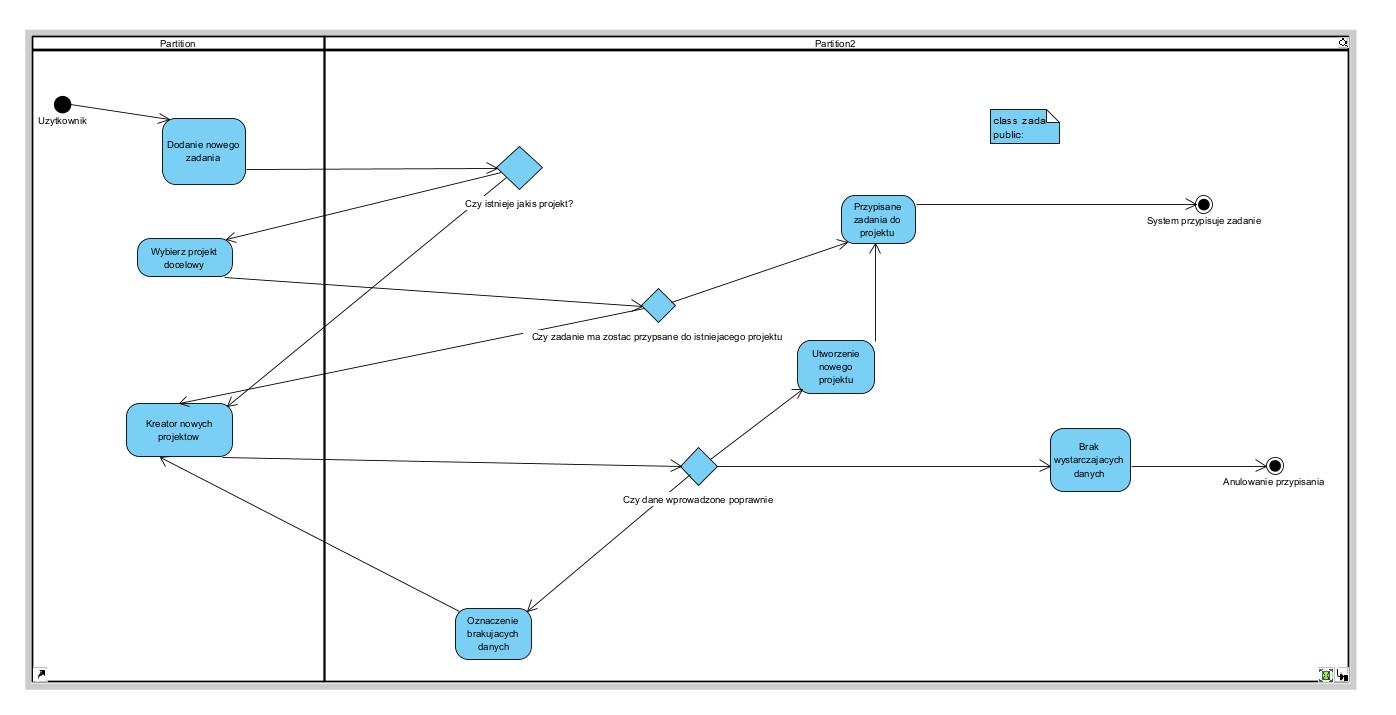 Partition
Partition2
Uzytkownik
Dodanie nowego
zadania
class zada
public:
Czy istnieje jakis projekt?
Przypisane
zadania do
projektu
System przypisuje zadanie
Wybierz projekt
docelowy
Czy zadanie ma zostac przypsane do istniejacego projektu
Utworzenie
nowego
projektu
Kreator nowych
projektow
Brak
wystarczajacych
danych
Czy dane wprowadzone poprawnie
Anulowanie przypisania
Oznaczenie
brakujacych
danych